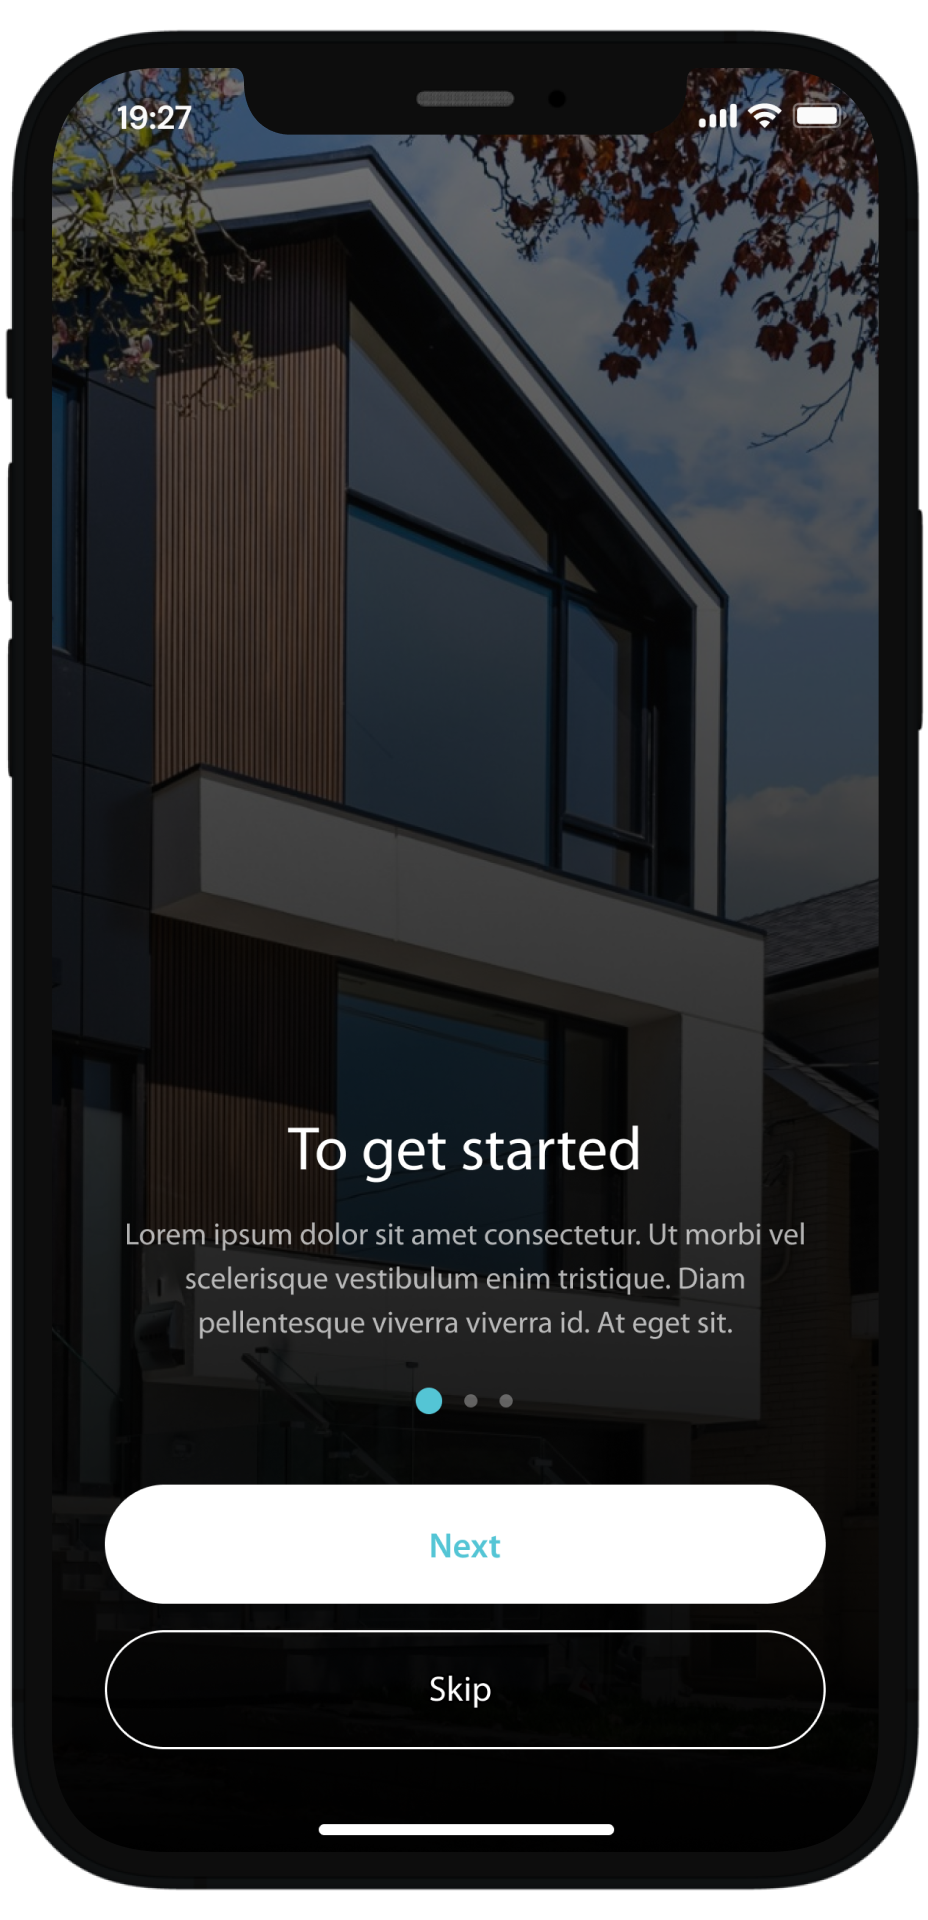 19:27
To get started
Lorem ipsum dolor sit amet consectetur. Ut morbi vel
scelerisque vestibulum enim tristique. Diam
pellentesque viverra viverra id. At eget sit.
Next
Skip